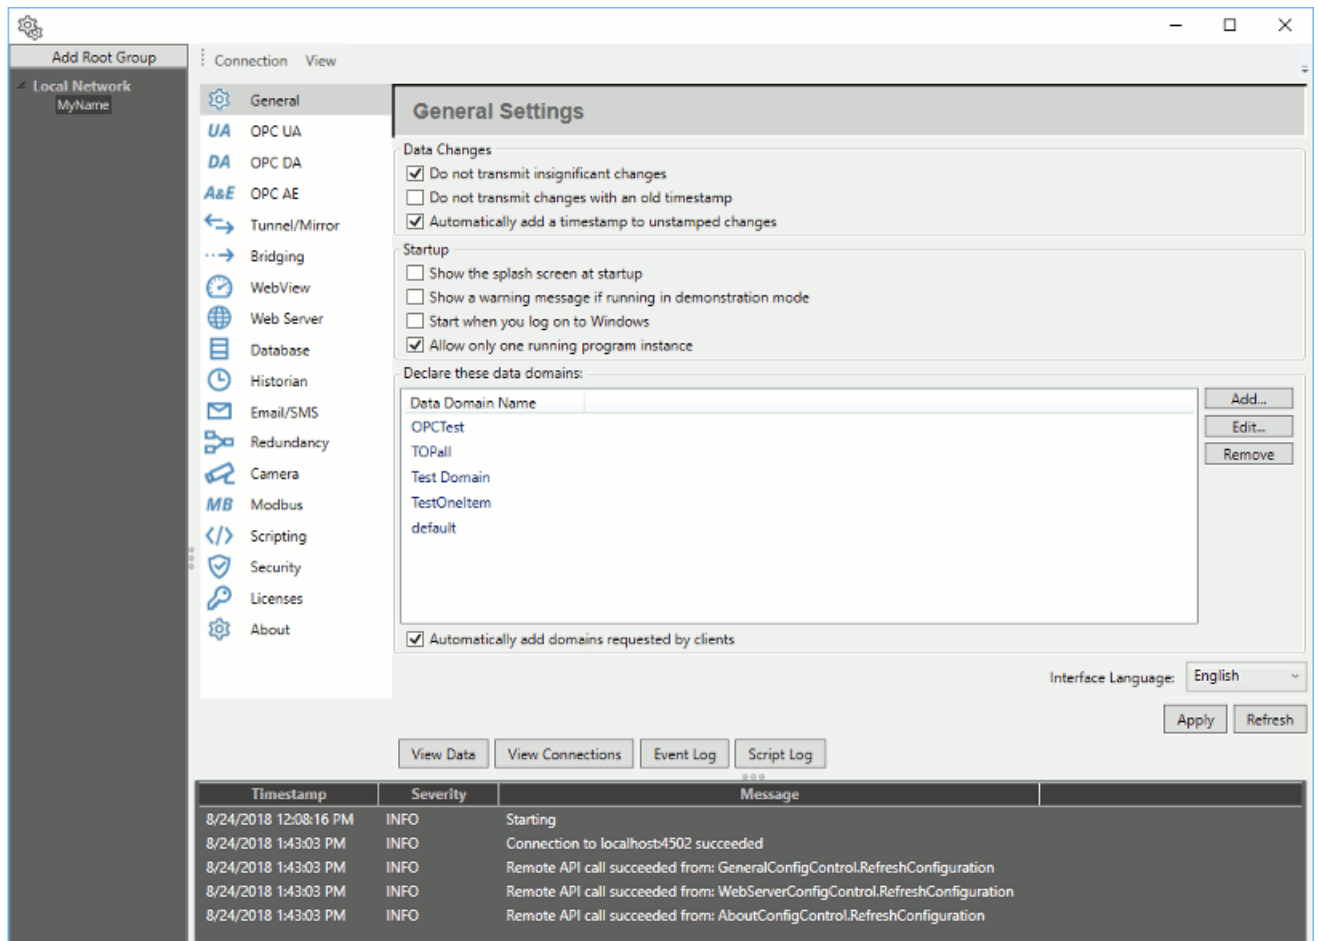 Add Root Group
Connection View
Local Network
MyName
General
UA OPC UA
DA OPC DA
A&E OPC AE
Tunnel/Mirror
Bridging
WebView
Web Server
Database
Historian
Email/SMS
Redundancy
Camera
MB Modbus
</> Scripting
Security
Licenses
About
General Settings
Data Changes
Do not transmit insignificant changes
Do not transmit changes with an old timestamp
Automatically add a timestamp to unstamped changes
Startup
Show the splash screen at startup
Show a warning message if running in demonstration mode
Start when you log on to Windows
Allow only one running program instance
Declare these data domains:
Data Domain Name
OPCTest
TOPall
Test Domain
TestOneItem
default
Add...
Edit...
Remove
Automatically add domains requested by clients
Interface Language: English
Apply Refresh
View Data View Connections Event Log Script Log
Timestamp Severity Message
8/24/2018 12:08:16 PM INFO Starting
8/24/2018 1:43:03 PM INFO Connection to localhost:4502 succeeded
8/24/2018 1:43:03 PM INFO Remote API call succeeded from: GeneralConfigControl.RefreshConfiguration
8/24/2018 1:43:03 PM INFO Remote API call succeeded from: WebServerConfigControl.RefreshConfiguration
8/24/2018 1:43:03 PM INFO Remote API call succeeded from: AboutConfigControl.RefreshConfiguration